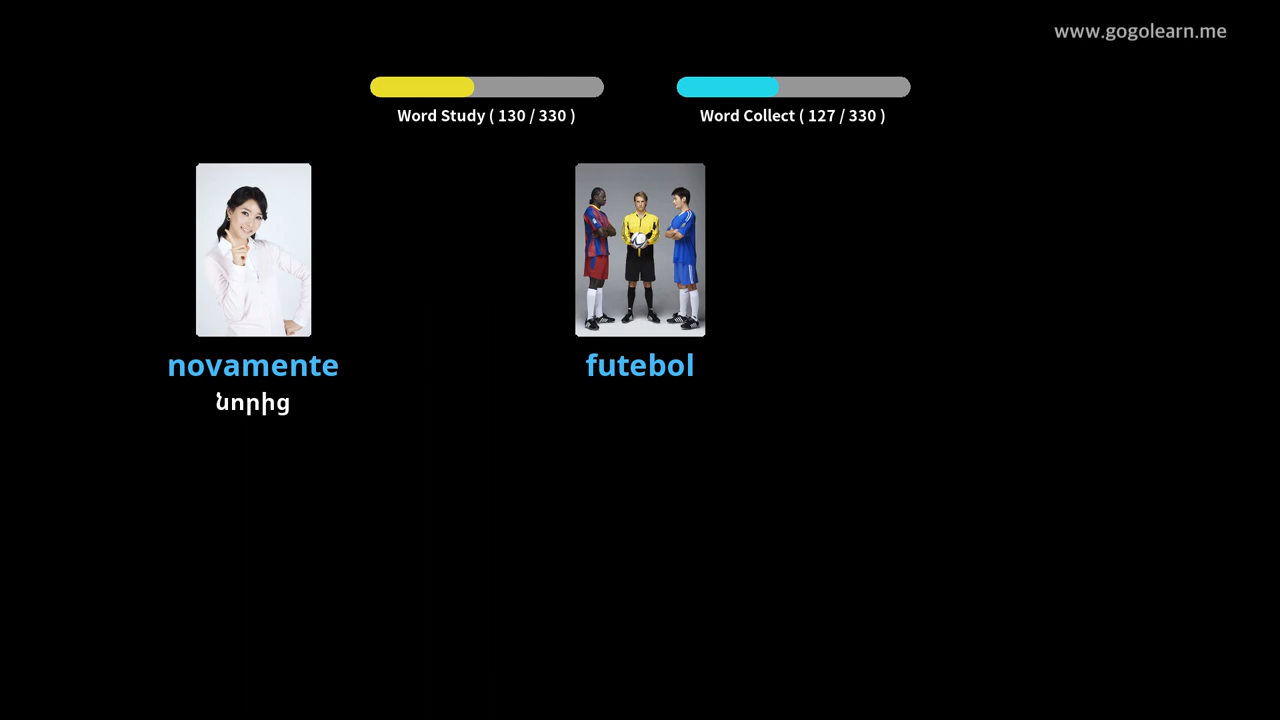 www.gogolearn.me
Word Study ( 130 / 330 )
Word Collect ( 127 / 330 )
novamente
նորից
futebol